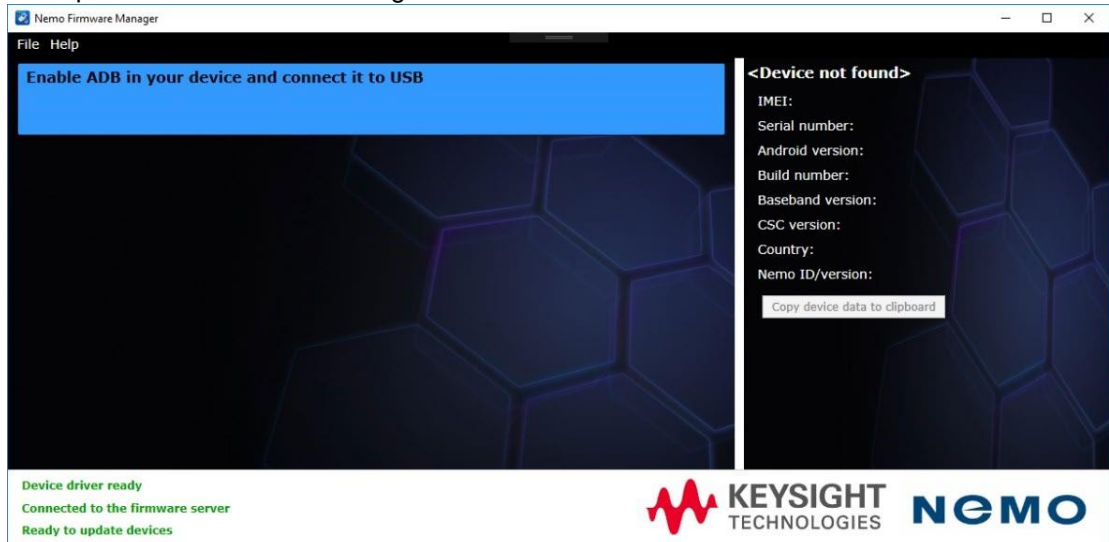 Nemo Firmware Manager
File Help
Enable ADB in your device and connect it to USB
<Device not found>
IMEI:
Serial number:
Android version:
Build number:
Baseband version:
CSC version:
Country:
Nemo ID/version:
Copy device data to clipboard
Device driver ready
Connected to the firmware server
Ready to update devices
KEYSIGHT
TECHNOLOGIES
NeMO